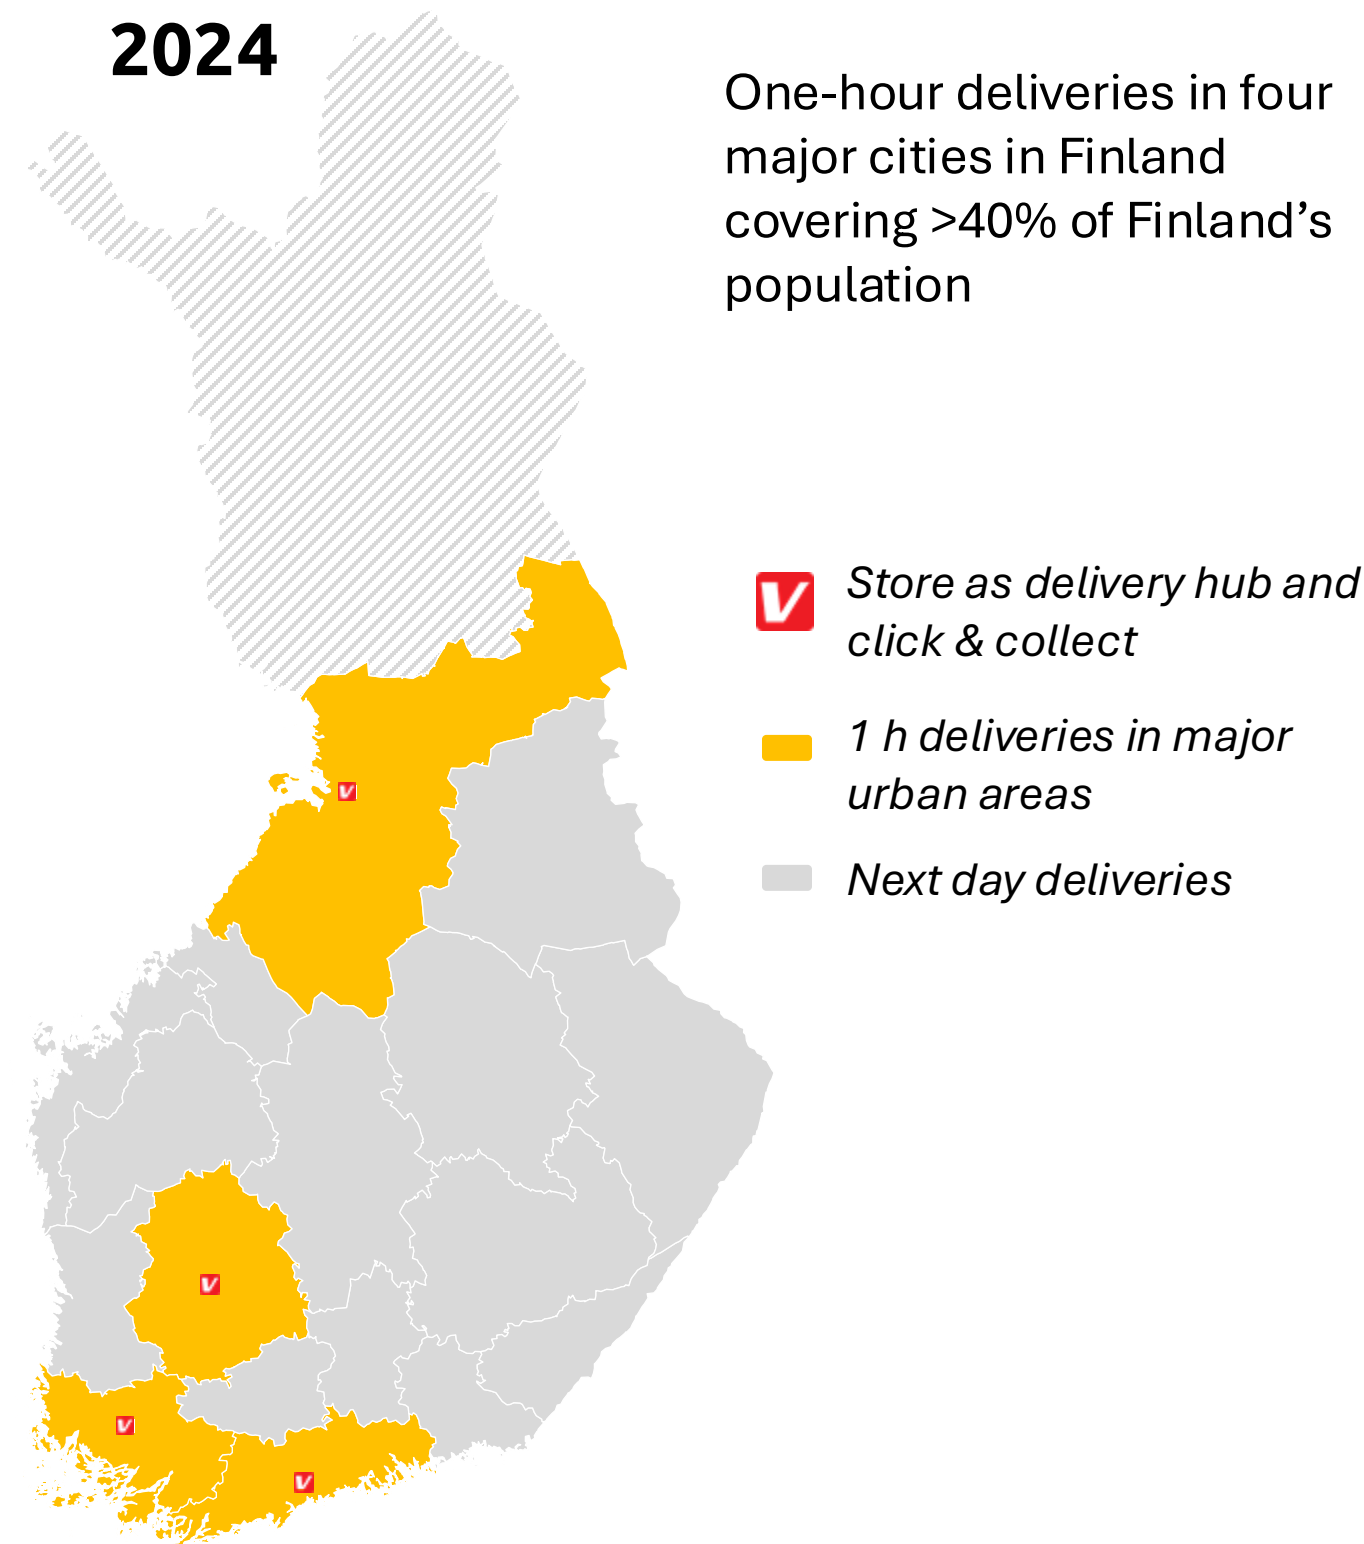 2024
One-hour deliveries in four
major cities in Finland
covering >40% of Finland’s
population
V Store as delivery hub and
click & collect
1 h deliveries in major
urban areas
Next day deliveries
V
V
V
V